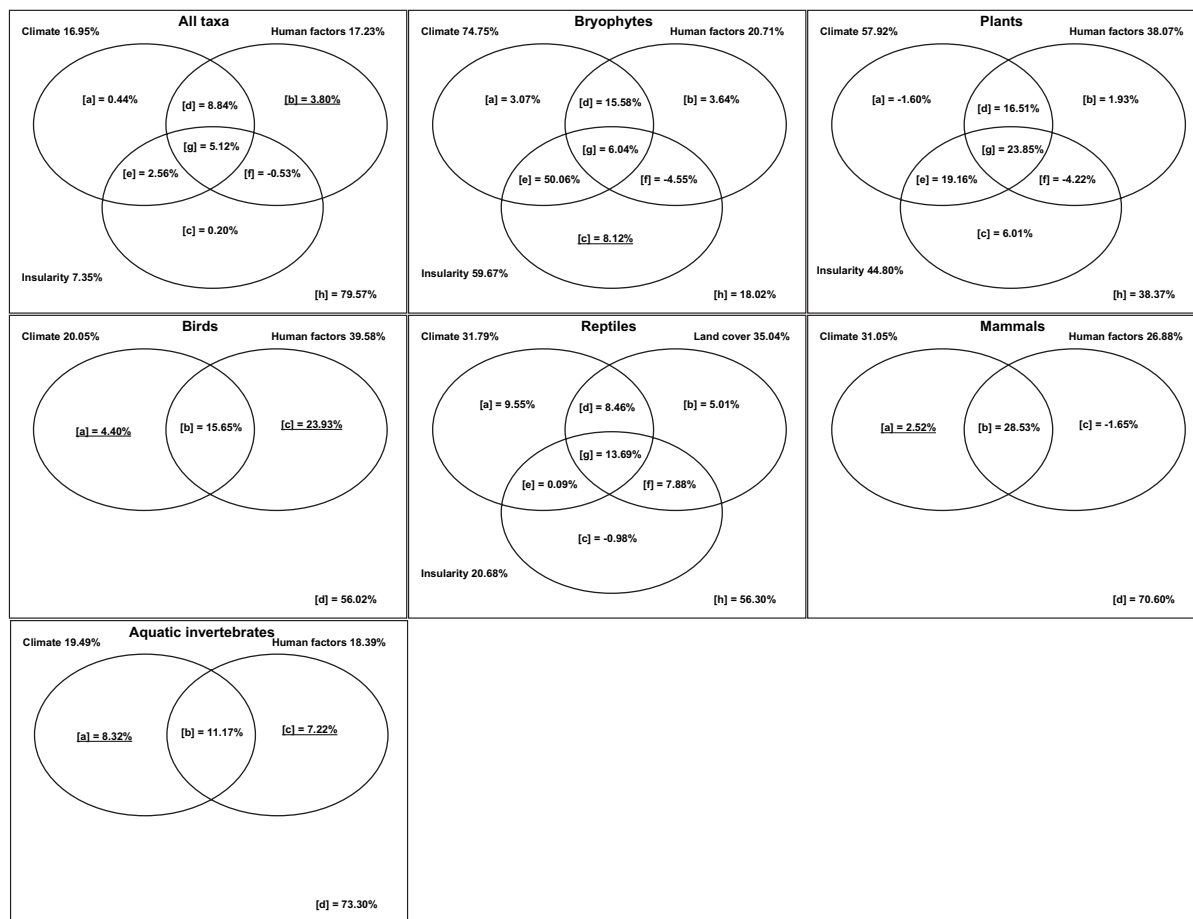 All taxa
Climate 16.95%
Human factors 17.23%
[a] = 0.44%
[d] = 8.84%
[b] = 3.80%
[g] = 5.12%
[e] = 2.56%
[f] = -0.53%
[c] = 0.20%
Insularity 7.35%
[h] = 79.57%
Bryophytes
Climate 74.75%
Human factors 20.71%
[a] = 3.07%
[d] = 15.58%
[b] = 3.64%
[g] = 6.04%
[e] = 50.06%
[f] = -4.55%
[c] = 8.12%
Insularity 59.67%
[h] = 18.02%
Plants
Climate 57.92%
Human factors 38.07%
[a] = -1.60%
[d] = 16.51%
[b] = 1.93%
[g] = 23.85%
[e] = 19.16%
[f] = -4.22%
[c] = 6.01%
Insularity 44.80%
[h] = 38.37%
Birds
Climate 20.05%
Human factors 39.58%
[a] = 4.40%
[b] = 15.65%
[c] = 23.93%
[d] = 56.02%
Reptiles
Climate 31.79%
Land cover 35.04%
[a] = 9.55%
[d] = 8.46%
[b] = 5.01%
[g] = 13.69%
[e] = 0.09%
[f] = 7.88%
[c] = -0.98%
Insularity 20.68%
[h] = 56.30%
Mammals
Climate 31.05%
Human factors 26.88%
[a] = 2.52%
[b] = 28.53%
[c] = -1.65%
[d] = 70.60%
Aquatic invertebrates
Climate 19.49%
Human factors 18.39%
[a] = 8.32%
[b] = 11.17%
[c] = 7.22%
[d] = 73.30%